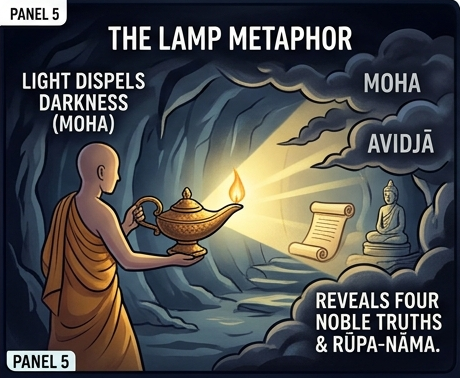 PANEL 5
THE LAMP METAPHOR
LIGHT DISPELS
DARKNESS
(MOHA)
MOHA
AVIDJĀ
REVEALS FOUR
NOBLE TRUTHS
& RŪPA-NĀMA.
PANEL 5